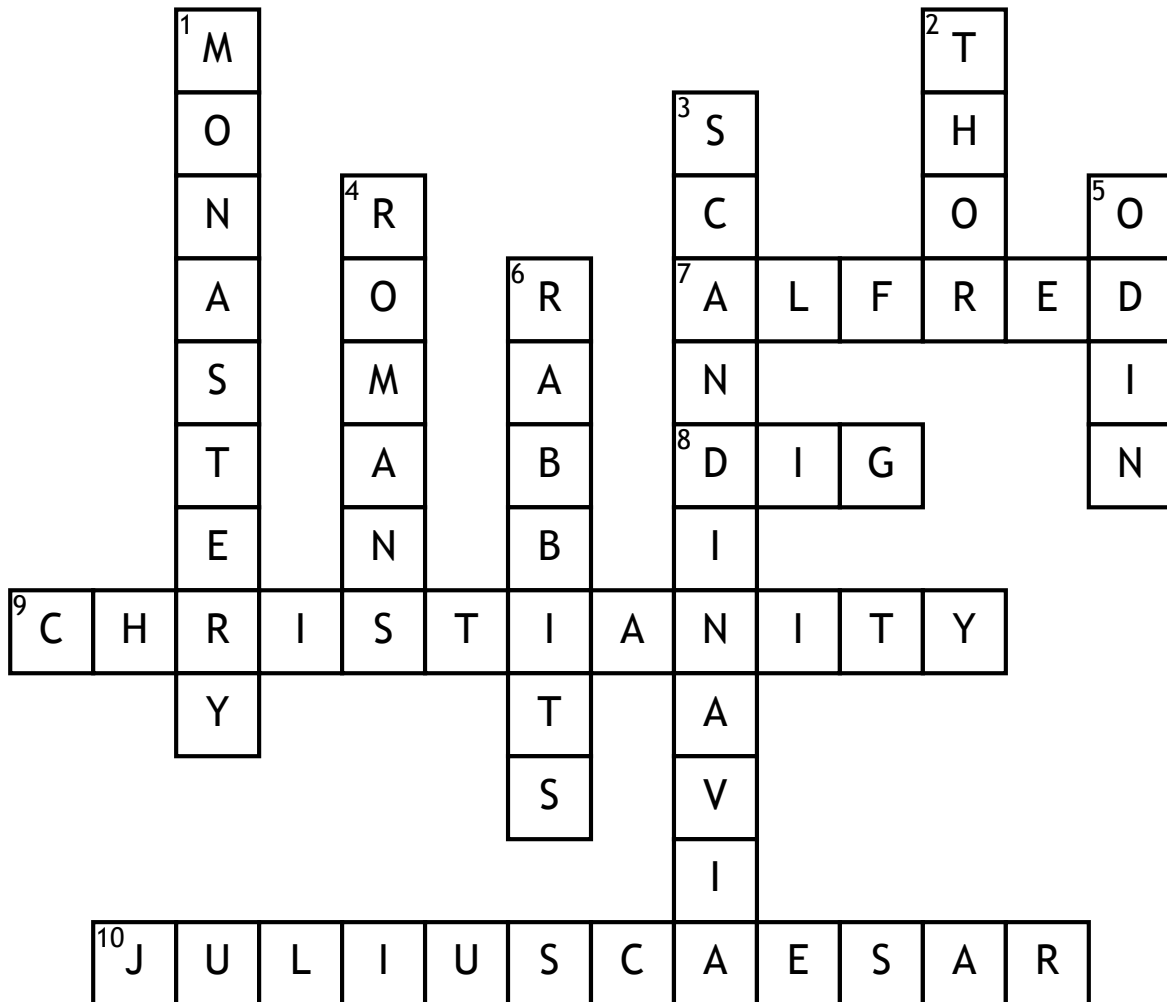 1 M 2 T
O 3 S H
N 4 R C O 5 O
A O 6 R 7 A L F R E D
S M A N I
T A B 8 D I G N
E N B I
9 C H R I S T I A N I T Y
Y T A
S V
I
10 J U L I U S C A E S A R